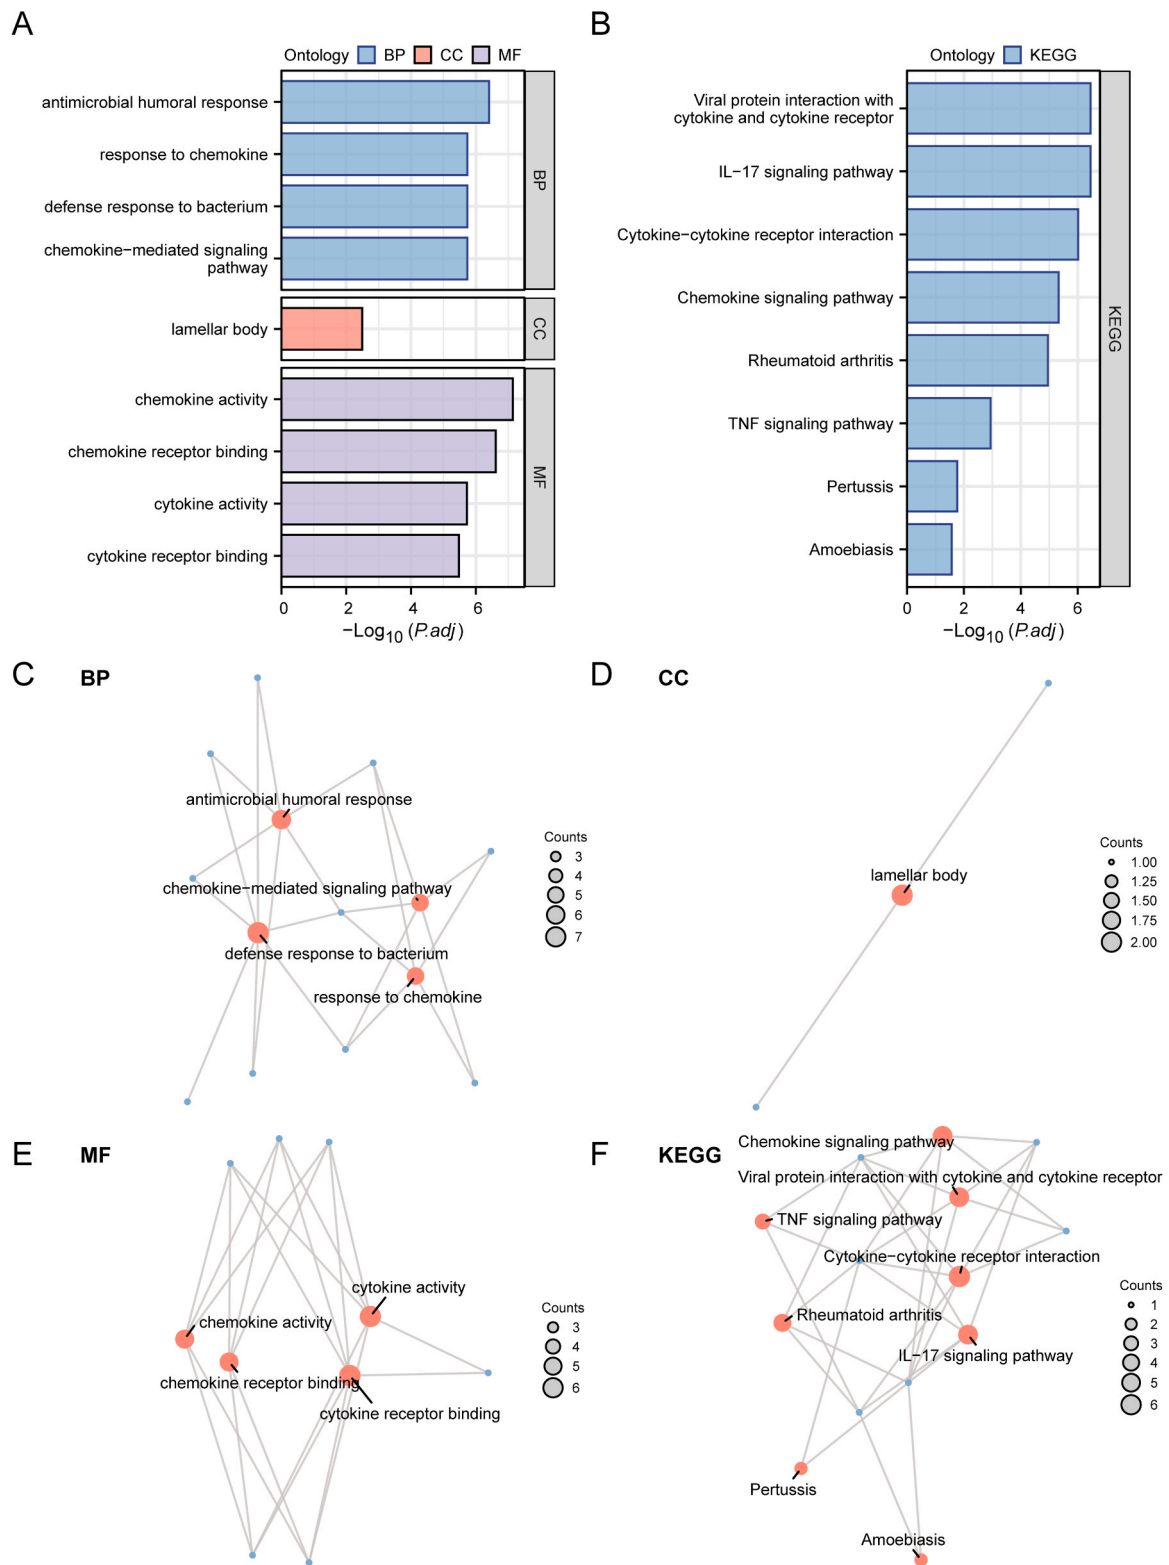 A
Ontology BP CC MF
antimicrobial humoral response
response to chemokine
defense response to bacterium
chemokine−mediated signaling
pathway
BP
lamellar body
CC
chemokine activity
chemokine receptor binding
cytokine activity
cytokine receptor binding
MF
0 2 4 6
−Log10 (P.adj)
B
Ontology KEGG
Viral protein interaction with
cytokine and cytokine receptor
IL−17 signaling pathway
Cytokine−cytokine receptor interaction
Chemokine signaling pathway
Rheumatoid arthritis
TNF signaling pathway
Pertussis
Amoebiasis
KEGG
0 2 4 6
−Log10 (P.adj)
C BP
antimicrobial humoral response
chemokine−mediated signaling pathway
defense response to bacterium
response to chemokine
Counts
3
4
5
6
7
D CC
lamellar body
Counts
1.00
1.25
1.50
1.75
2.00
E MF
cytokine activity
chemokine activity
chemokine receptor binding
cytokine receptor binding
Counts
3
4
5
6
F KEGG
Chemokine signaling pathway
Viral protein interaction with cytokine and cytokine receptor
TNF signaling pathway
Cytokine−cytokine receptor interaction
Rheumatoid arthritis
IL−17 signaling pathway
Pertussis
Amoebiasis
Counts
1
2
3
4
5
6